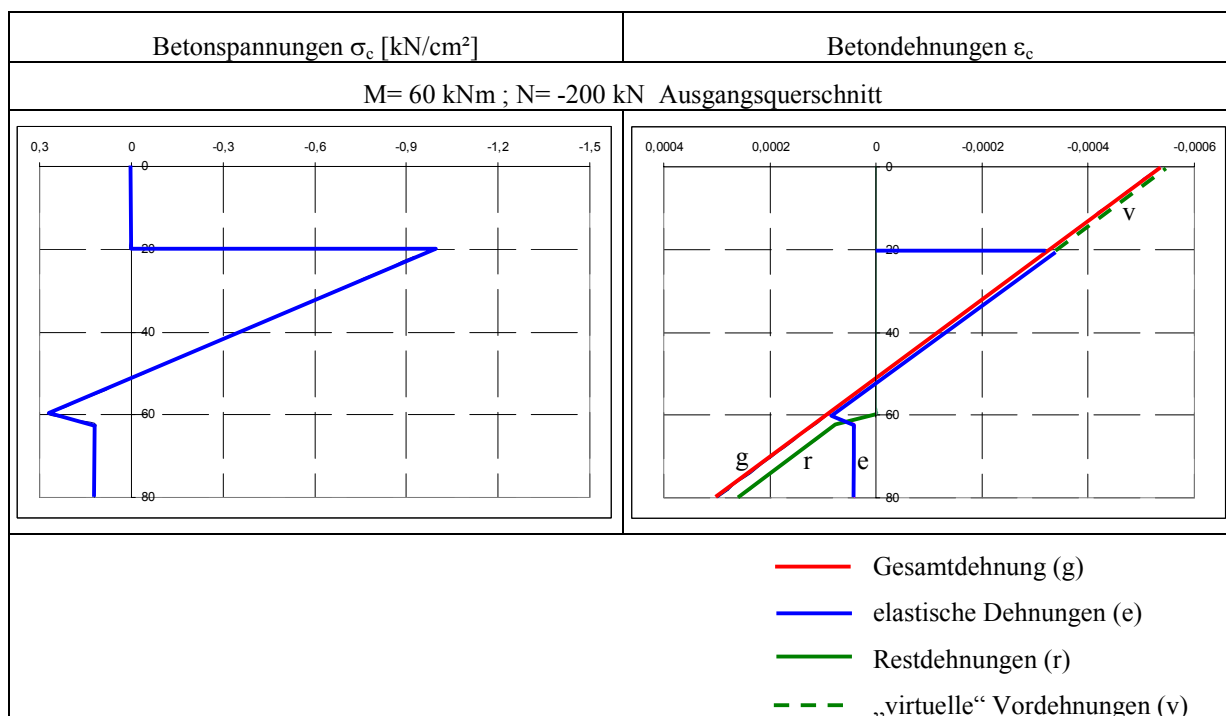 Betonspannungen σc [kN/cm²]
Betondehnungen εc
M= 60 kNm ; N= -200 kN Ausgangsquerschnitt
0,3 0 -0,3 -0,6 -0,9 -1,2 -1,5
0
20
40
60
80
0,0004 0,0002 0 -0,0002 -0,0004 -0,0006
0
v
20
40
60
g r e
80
Gesamtdehnung (g)
elastische Dehnungen (e)
Restdehnungen (r)
„virtuelle“ Vordehnungen (v)